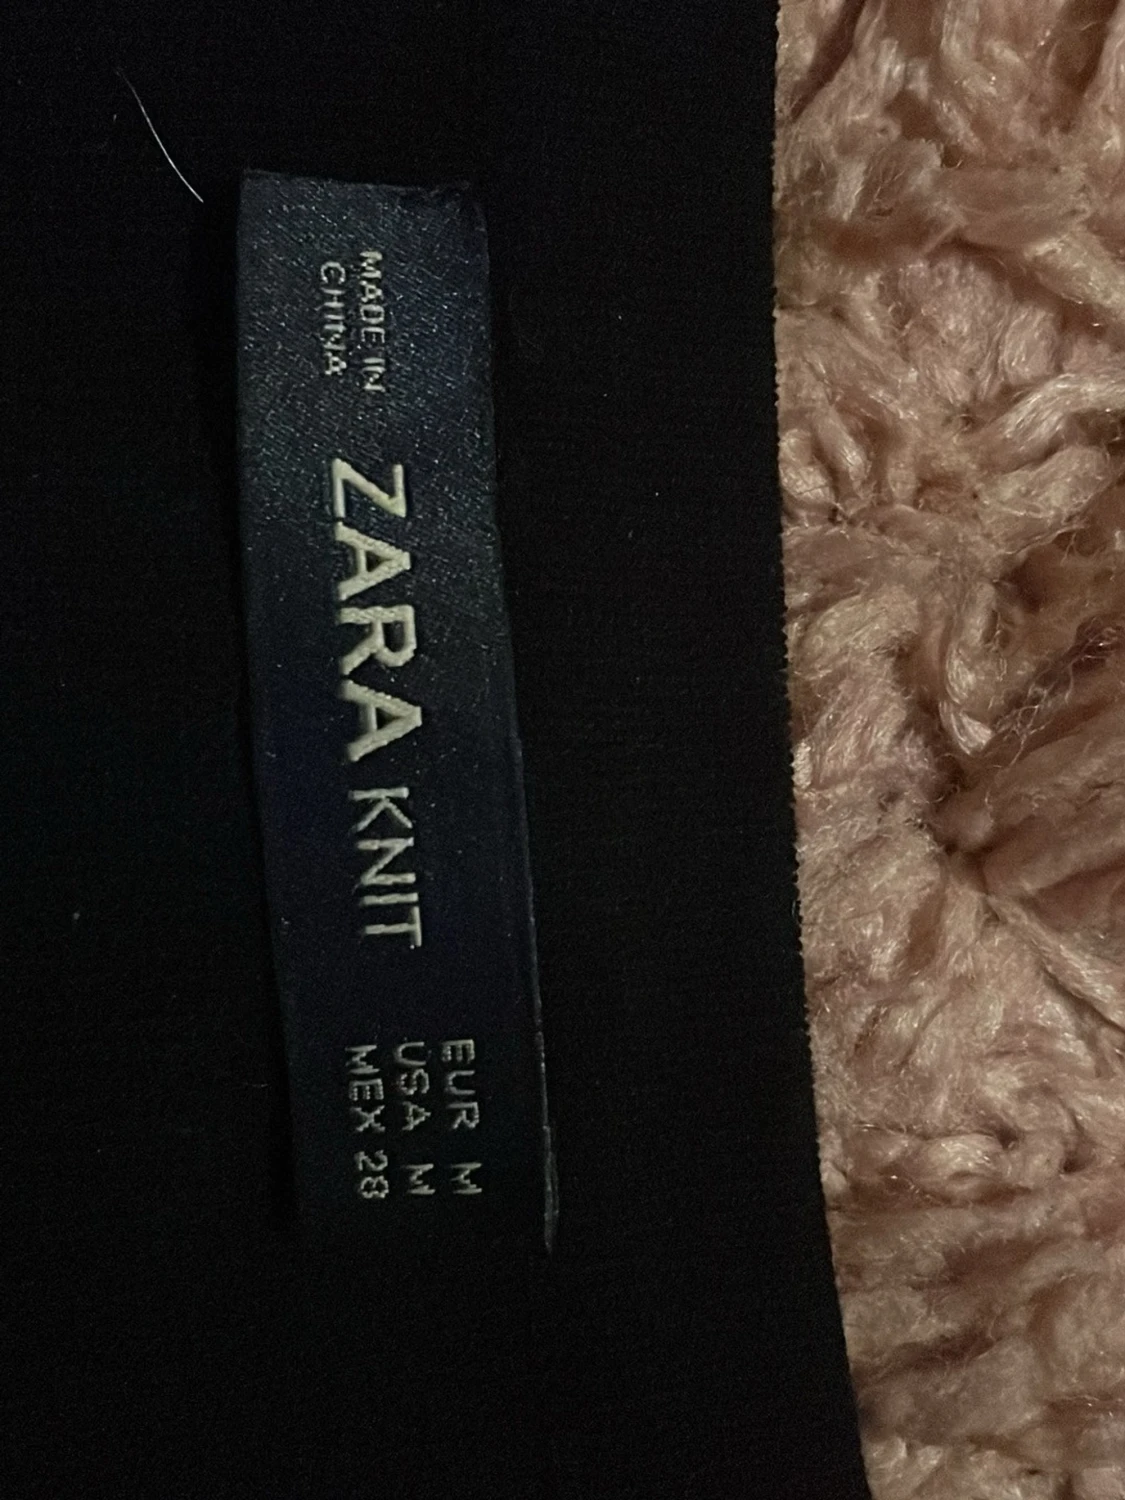 MADE IN
CHINA
ZARA KNIT
EUR M
USA M
MEX 28